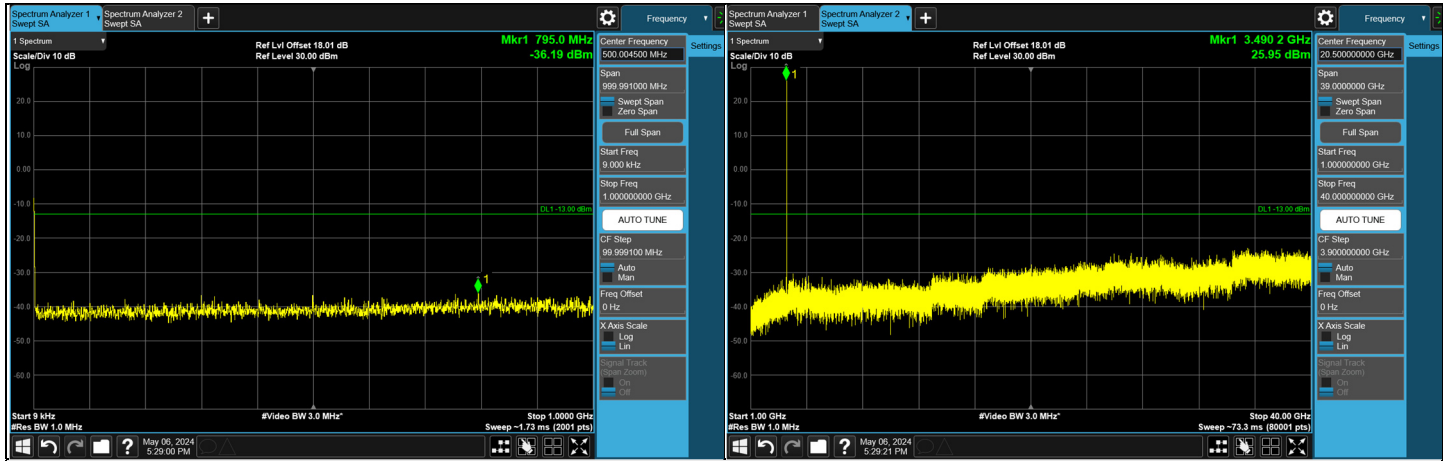 Spectrum Analyzer 1
Swept SA
Spectrum Analyzer 2
Swept SA
+
Frequency
1 Spectrum
Scale/Div 10 dB
Log
Ref Lvl Offset 18.01 dB
Ref Level 30.00 dBm
Mkr1 795.0 MHz
-36.19 dBm
1
20.0
10.0
0.00
-10.0
-20.0
-30.0
-40.0
-50.0
-60.0
DL1 -13.00 dBm
Start 9 kHz
#Res BW 1.0 MHz
#Video BW 3.0 MHz*
Stop 1.0000 GHz
Sweep ~1.73 ms (2001 pts)
Center Frequency
500.004500 MHz
Settings
Span
999.991000 MHz
Swept Span
Zero Span
Full Span
Start Freq
9.000 kHz
Stop Freq
1.000000000 GHz
AUTO TUNE
CF Step
99.999100 MHz
Auto
Man
Freq Offset
0 Hz
X Axis Scale
Log
Lin
Signal Track
(Span Zoom)
On
Off
?
May 06, 2024
5:29:00 PM
Spectrum Analyzer 1
Swept SA
Spectrum Analyzer 2
Swept SA
+
Frequency
1 Spectrum
Scale/Div 10 dB
Log
Ref Lvl Offset 18.01 dB
Ref Level 30.00 dBm
Mkr1 3.490 2 GHz
25.95 dBm
1
20.0
10.0
0.00
-10.0
-20.0
-30.0
-40.0
-50.0
-60.0
DL1 -13.00 dBm
Start 1.00 GHz
#Res BW 1.0 MHz
#Video BW 3.0 MHz*
Stop 40.00 GHz
Sweep ~73.3 ms (80001 pts)
Center Frequency
20.500000000 GHz
Settings
Span
39.0000000 GHz
Swept Span
Zero Span
Full Span
Start Freq
1.000000000 GHz
Stop Freq
40.000000000 GHz
AUTO TUNE
CF Step
3.900000000 GHz
Auto
Man
Freq Offset
0 Hz
X Axis Scale
Log
Lin
Signal Track
(Span Zoom)
On
Off
?
May 06, 2024
5:29:21 PM